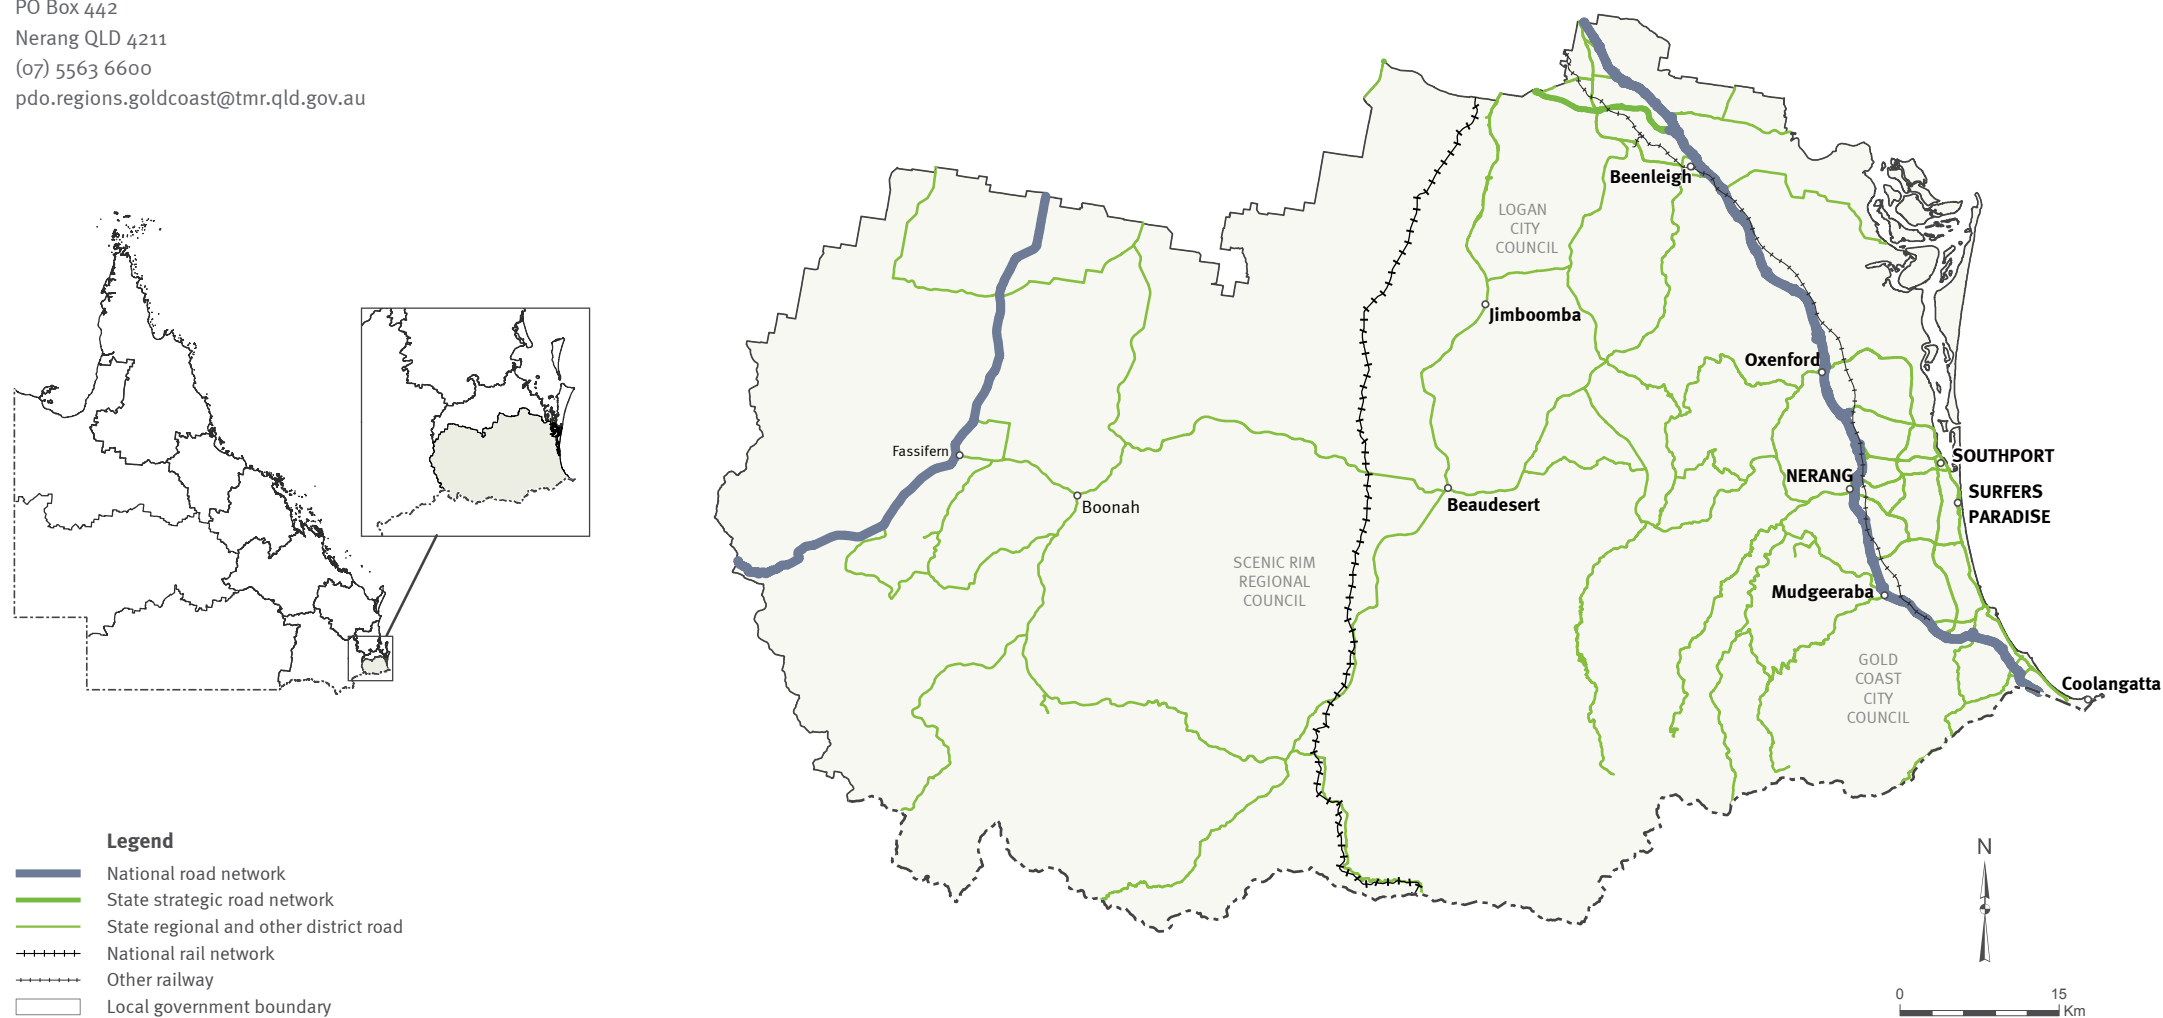 PO Box 442
Nerang QLD 4211
(07) 5563 6600
pdo.regions.goldcoast@tmr.qld.gov.au
Beenleigh
LOGAN
CITY
COUNCIL
Jimboomba
Oxenford
Fassifern
SOUTHPORT
NERANG
SURFERS
PARADISE
Boonah
Beaudesert
SCENIC RIM
REGIONAL
COUNCIL
Mudgeeraba
GOLD
COAST
CITY
COUNCIL
Coolangatta
Legend
National road network
State strategic road network
State regional and other district road
National rail network
Other railway
Local government boundary
N
0 15
Km